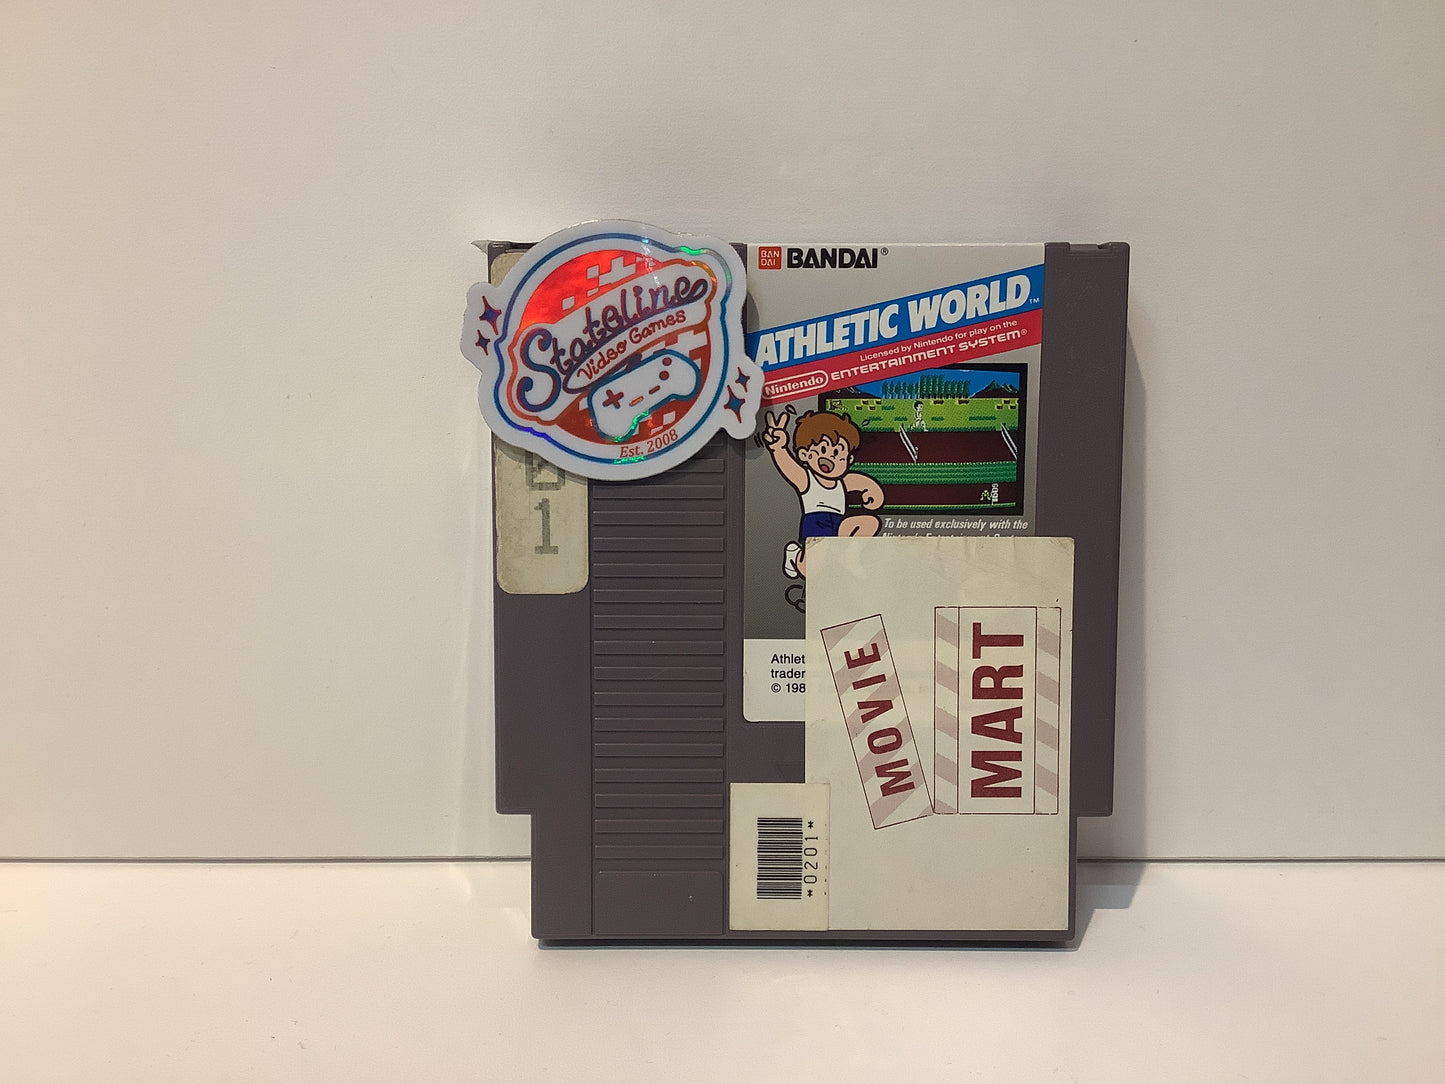 Stateline
Video Games
Est. 2008
1
BAN
DAI
BANDAI®
ATHLETIC WORLD™
Licensed by Nintendo for play on the
Nintendo ENTERTAINMENT SYSTEM®
To be used exclusively with the
Athlet
trader
© 198
MOVIE
MART
*0201*